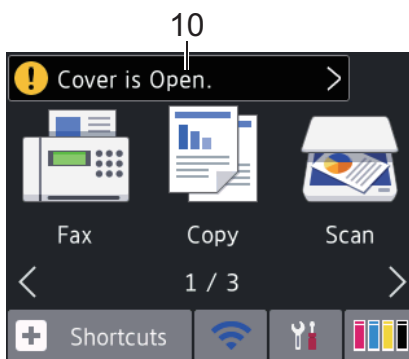 10
! Cover is Open. >
Fax Copy Scan
< 1 / 3 >
+ Shortcuts